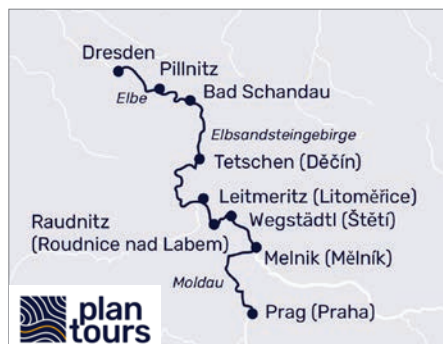 Dresden
Pillnitz
Elbe
Bad Schandau
Elbsandsteingebirge
Tetschen (Děčín)
Leitmeritz (Litoměřice)
Wegstädtl (Štětí)
Raudnitz
(Roudnice nad Labem)
Melnik (Mělník)
Moldau
Prag (Praha)
plan
tours